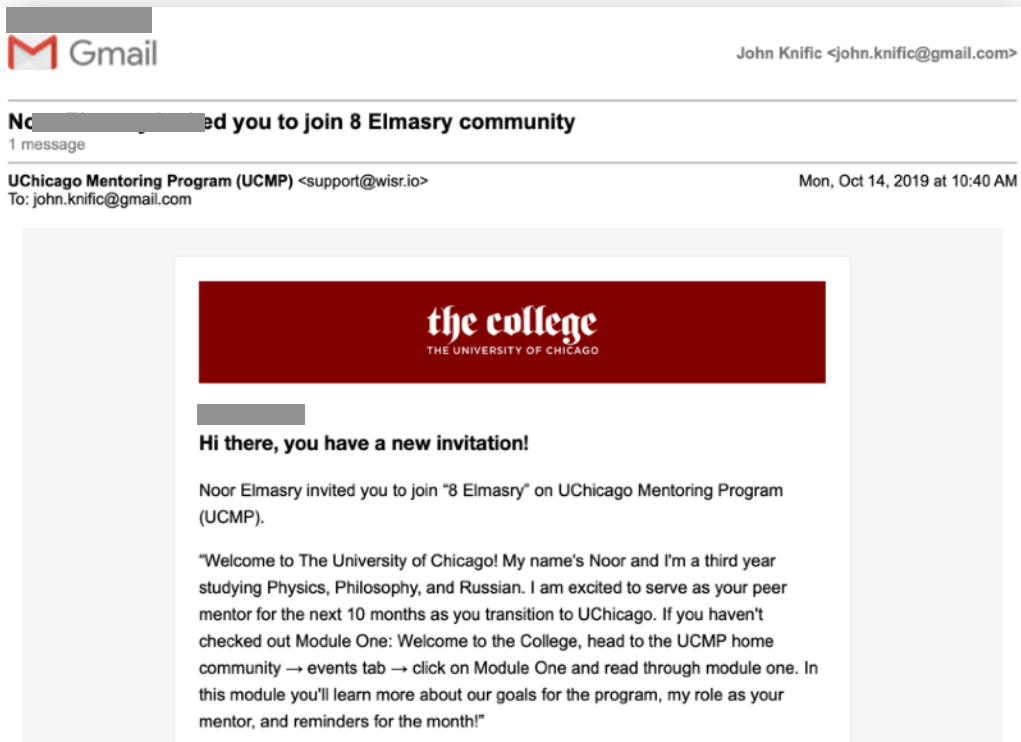 Gmail
John Knific <john.knific@gmail.com>
ed you to join 8 Elmasry community
1 message
UChicago Mentoring Program (UCMP) <support@wisr.io>
Mon, Oct 14, 2019 at 10:40 AM
To: john.knific@gmail.com
the college
THE UNIVERSITY OF CHICAGO
Hi there, you have a new invitation!
Noor Elmasry invited you to join “8 Elmasry” on UChicago Mentoring Program
(UCMP).
“Welcome to The University of Chicago! My name's Noor and I'm a third year
studying Physics, Philosophy, and Russian. I am excited to serve as your peer
mentor for the next 10 months as you transition to UChicago. If you haven't
checked out Module One: Welcome to the College, head to the UCMP home
community → events tab → click on Module One and read through module one. In
this module you'll learn more about our goals for the program, my role as your
mentor, and reminders for the month!”